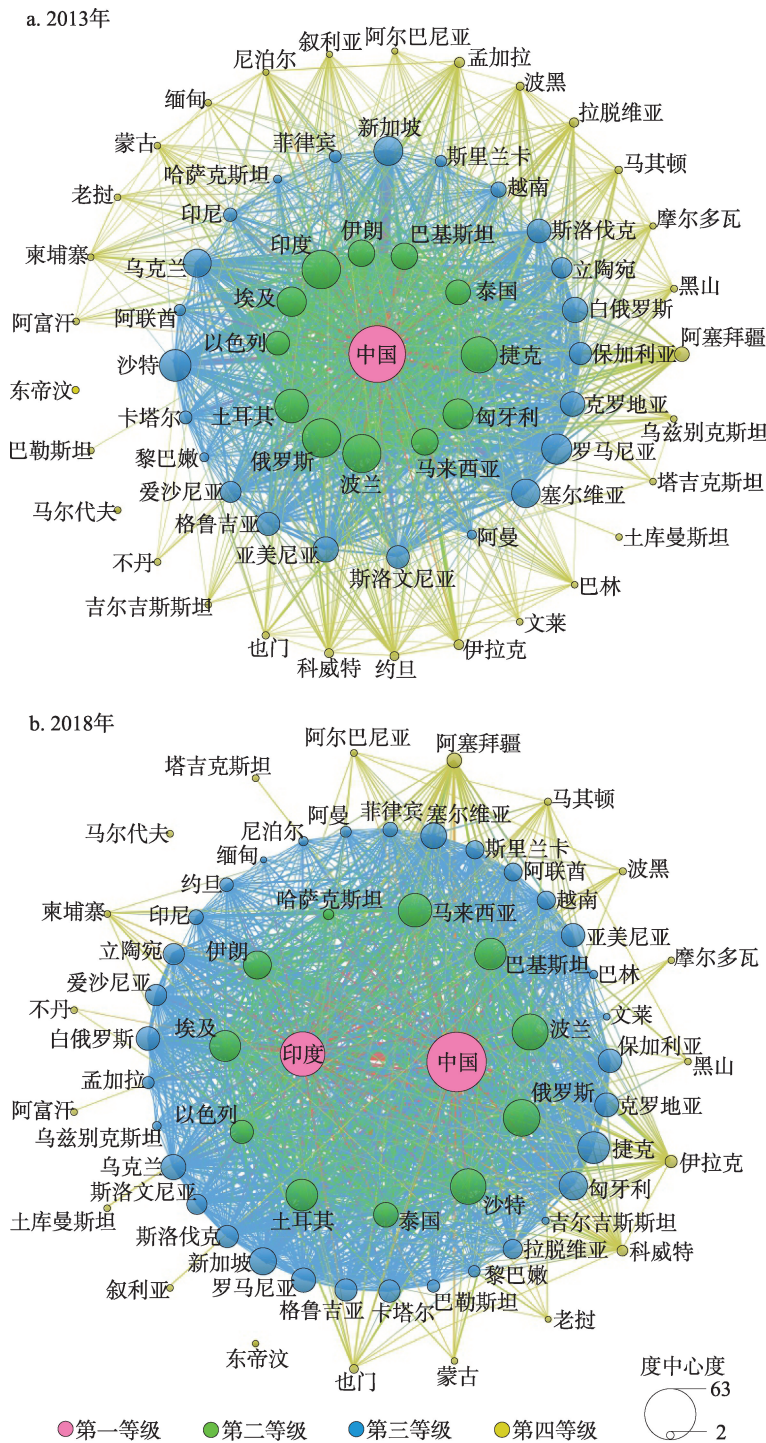 a. 2013年
叙利亚
阿尔巴尼亚
孟加拉
尼泊尔
波黑
缅甸
拉脱维亚
新加坡
菲律宾
斯里兰卡
蒙古
马其顿
哈萨克斯坦
越南
老挝
印尼
摩尔多瓦
伊朗
巴基斯坦
斯洛伐克
印度
柬埔寨
乌克兰
立陶宛
黑山
泰国
埃及
白俄罗斯
阿富汗
阿联酋
阿塞拜疆
以色列
中国
捷克
保加利亚
沙特
东帝汶
克罗地亚
卡塔尔
土耳其
匈牙利
乌兹别克斯坦
巴勒斯坦
黎巴嫩
俄罗斯
马来西亚
罗马尼亚
波兰
塔吉克斯坦
爱沙尼亚
塞尔维亚
马尔代夫
格鲁吉亚
阿曼
土库曼斯坦
亚美尼亚
不丹
斯洛文尼亚
巴林
吉尔吉斯斯坦
文莱
也门
伊拉克
科威特
约旦
b. 2018年
阿尔巴尼亚
阿塞拜疆
塔吉克斯坦
马其顿
阿曼
菲律宾
塞尔维亚
马尔代夫
尼泊尔
斯里兰卡
缅甸
阿联酋
波黑
约旦
哈萨克斯坦
越南
柬埔寨
印尼
马来西亚
亚美尼亚
立陶宛
伊朗
巴基斯坦
摩尔多瓦
巴林
爱沙尼亚
不丹
文莱
埃及
波兰
白俄罗斯
印度
中国
保加利亚
黑山
孟加拉
俄罗斯
阿富汗
以色列
克罗地亚
乌兹别克斯坦
捷克
伊拉克
乌克兰
匈牙利
斯洛文尼亚
沙特
土库曼斯坦
土耳其
泰国
吉尔吉斯斯坦
斯洛伐克
拉脱维亚
科威特
新加坡
黎巴嫩
叙利亚
罗马尼亚
格鲁吉亚
卡塔尔
巴勒斯坦
老挝
东帝汶
也门
蒙古
度中心度
63
2
第一等级
第二等级
第三等级
第四等级